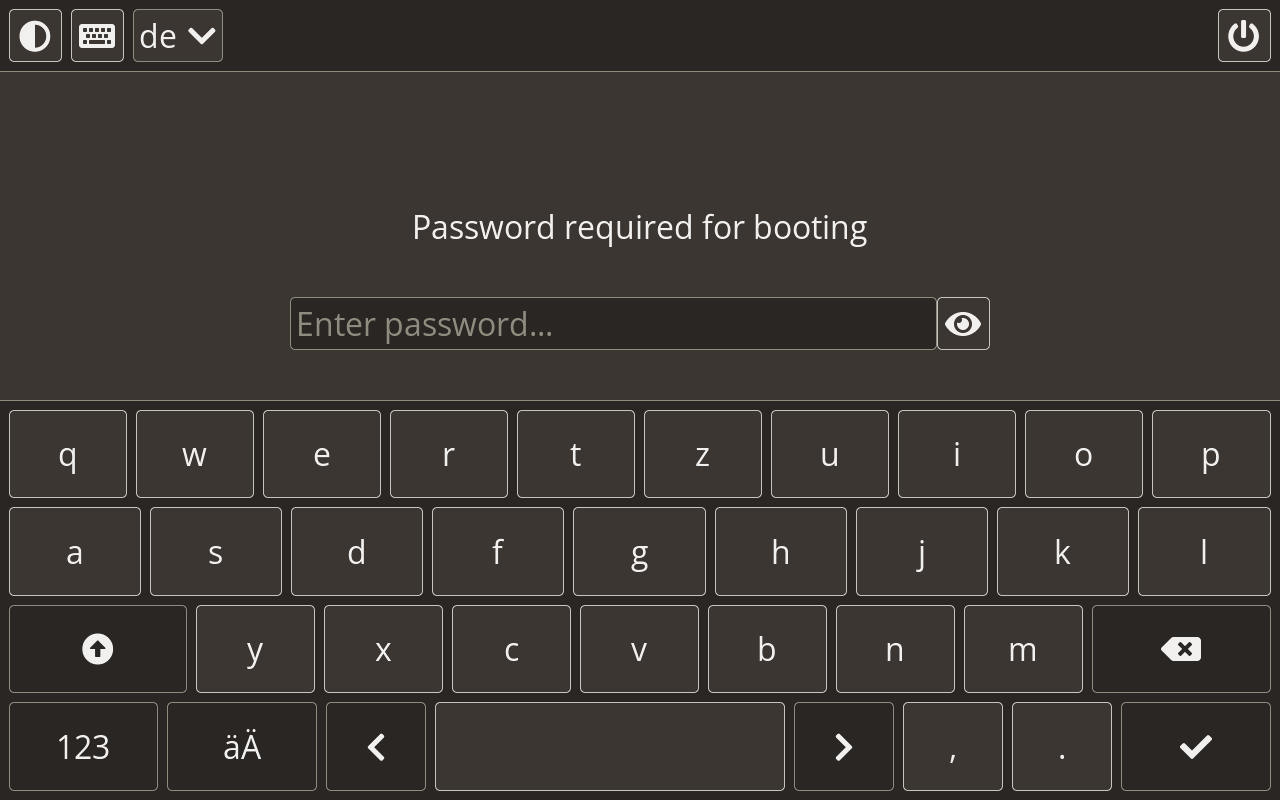 de
Password required for booting
Enter password...
q w e r t z u i o p
a s d f g h j k l
y x c v b n m
123 äÄ , .